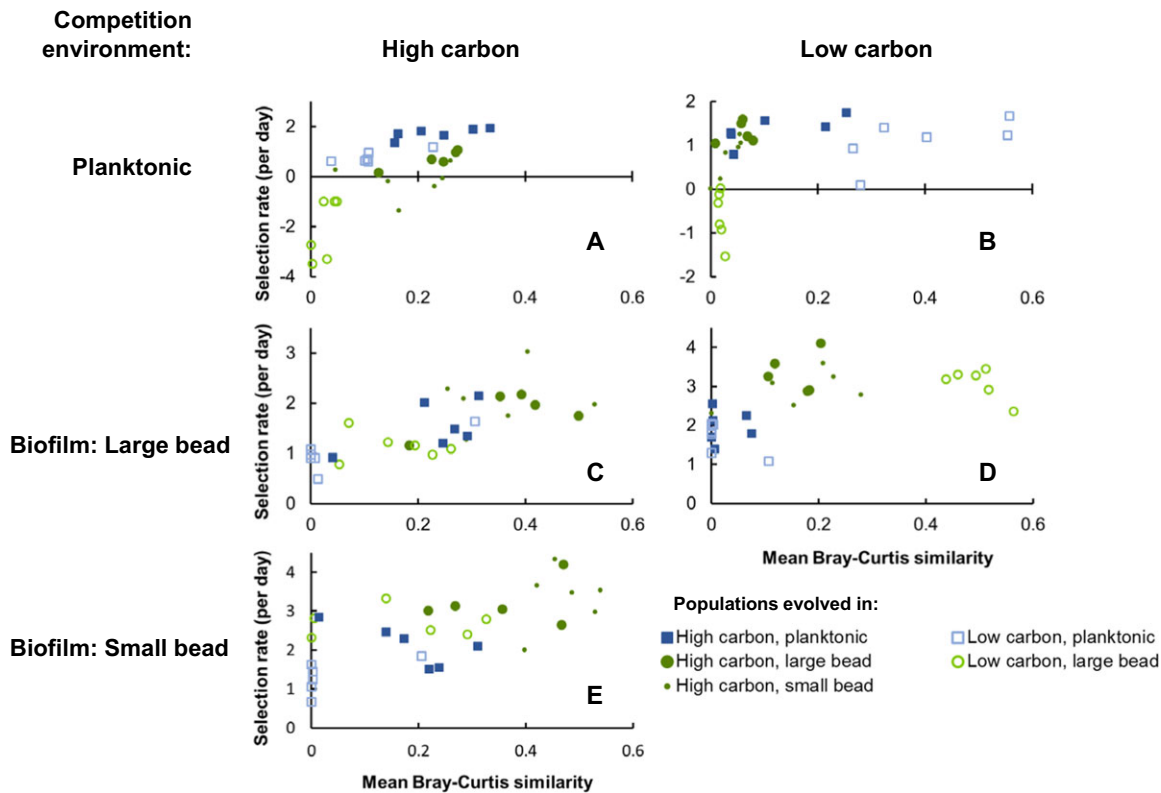 Competition
environment:
High carbon
Low carbon
Planktonic
Selection rate (per day)
2
0
-2
-4
0
0.2
0.4
0.6
A
Selection rate (per day)
2
1
0
-1
-2
0
0.2
0.4
0.6
B
Biofilm: Large bead
Selection rate (per day)
3
2
1
0
0
0.2
0.4
0.6
C
4
3
2
1
0
0
0.2
0.4
0.6
D
Mean Bray-Curtis similarity
Biofilm: Small bead
Selection rate (per day)
4
3
2
1
0
0
0.2
0.4
0.6
E
Mean Bray-Curtis similarity
Populations evolved in:
High carbon, planktonic
Low carbon, planktonic
High carbon, large bead
Low carbon, large bead
High carbon, small bead